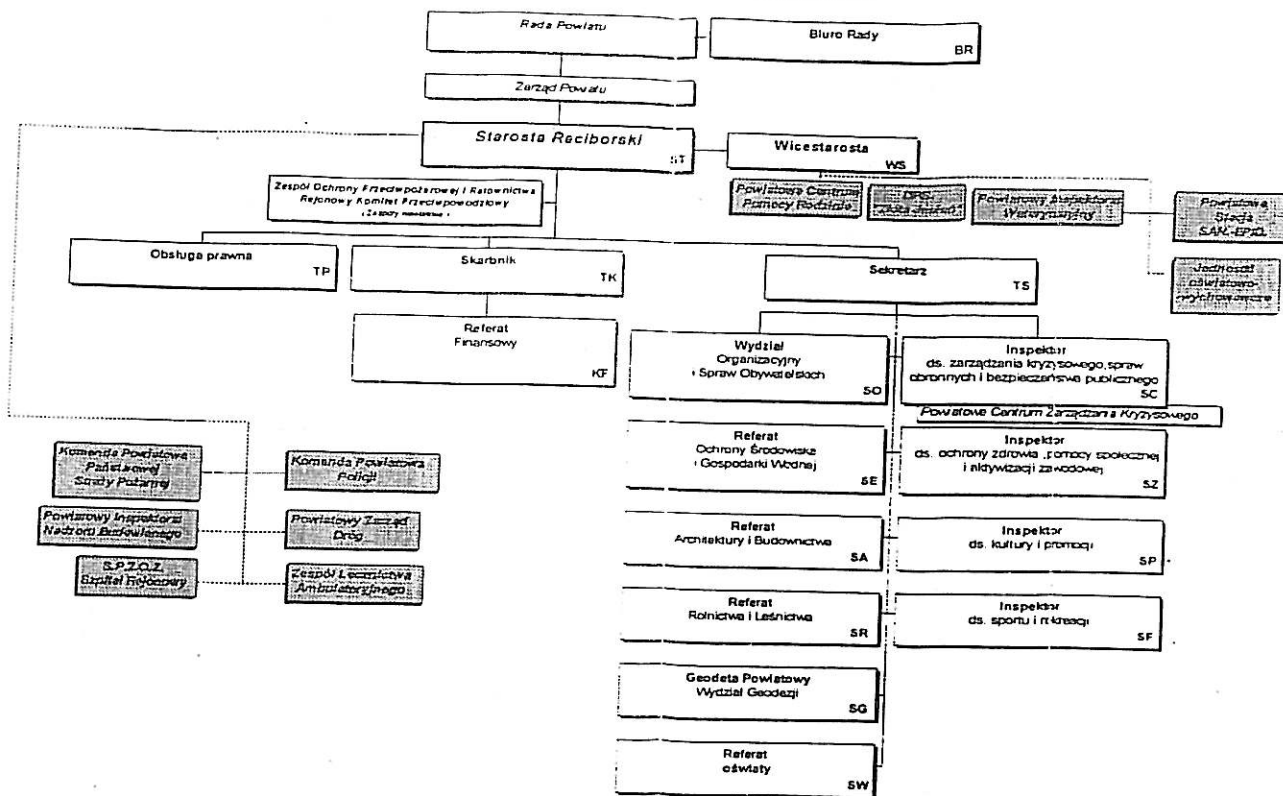 Rada Powiatu
Biuro Rady
BR
Zarząd Powiatu
Starosta Raciborski
ST
Wicestarosta
WS
Zespół Ochrony Przeciwpożarowej i Ratownictwa
Rejonowy Komitet Przeciwpowodziowy
Powiatowe Centrum
Pomocy Rodzinie
DPS
Powiatowy Inspektorat
Weterynaryjny
Powiatowa
Stacja
SAN.-EPID.
Jednostki
oświatowo-
wychowawcze
Obsługa prawna
TP
Skarbnik
TK
Sekretarz
TS
Referat
Finansowy
KF
Wydział
Organizacyjny
i Spraw Obywatelskich
SO
Inspektor
ds. zarządzania kryzysowego, spraw
obronnych i bezpieczeństwa publicznego
SC
Powiatowe Centrum Zarządzania Kryzysowego
Referat
Ochrony Środowiska
i Gospodarki Wodnej
SE
Inspektor
ds. ochrony zdrowia ,pomocy społecznej
i aktywizacji zawodowej
SZ
Komenda Powiatowa
Państwowej
Straży Pożarnej
Komenda Powiatowa
Policji
Powiatowy Inspektorat
Nadzoru Budowlanego
Powiatowy Zarząd
Dróg
S.P.Z.O.Z.
Szpital Rejonowy
Zespół Lecznictwa
Ambulatoryjnego
Referat
Architektury i Budownictwa
SA
Inspektor
ds. kultury i promocji
SP
Referat
Rolnictwa i Leśnictwa
SR
Inspektor
ds. sportu i rekreacji
SF
Geodeta Powiatowy
Wydział Geodezji
SG
Referat
oświaty
SW